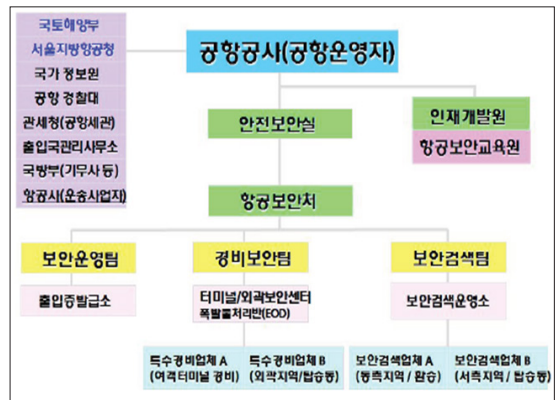 국토해양부
서울지방항공청
국가 정보원
공항 경찰대
관세청(공항세관)
출입국관리사무소
국방부(기무사 등)
항공사(운송사업자)
공항공사(공항운영자)
안전보안실
인재개발원
항공보안교육원
항공보안처
보안운영팀
경비보안팀
보안검색팀
출입증발급소
터미널/외곽보안센터
폭발물처리반(EOD)
보안검색운영소
특수경비업체 A
(여객터미널 경비)
특수경비업체 B
(외곽지역/탑승동)
보안검색업체 A
(동측지역 / 환승)
보안검색업체 B
(서측지역 / 탑승동)